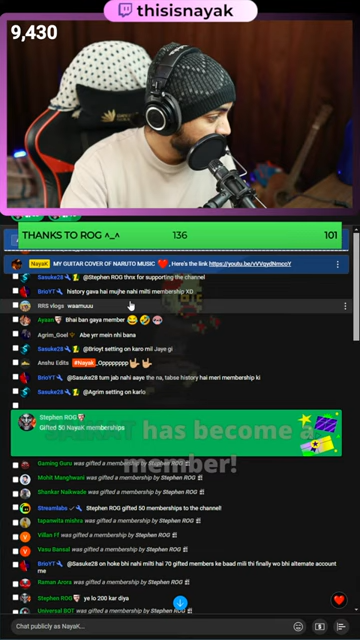 thisisnayak
9,430
THANKS TO ROG ^_^ 136 101
NayaK MY GUITAR COVER OF NARUTO MUSIC ❤️, Here's the link
Sasuke28 @Stephen ROG thnx for supporting the channel
BrioYT history gava hai mujhe nahi milti membership XD
RRS vlogs waamuuu
Aysan Bhai ban gaya member 😂🤣🥳
Agrim_Goel Abe yrr mein nhi bana
Sasuke28 @Brioyt setting on karo mil Jaye gi
Anshu Edits #Nayak_Opppppppp🤟🏻🤟🏻
BrioYT @Sasuke28 tum jab nahi aaye the na, tabse history hai meri membership ki
Sasuke28 @Agrim setting on kario
Stephen ROG
Gifted 50 NayaK memberships
has become a
member!
Gaming Guru was gifted a membership by Stephen ROG
Mohit Manghwani was gifted a membership by Stephen ROG
Shankar Naikwade was gifted a membership by Stephen ROG
Streamlabs Stephen ROG gifted 50 memberships to the channel!
tapanetta mishra was gifted a membership by Stephen ROG
Villan FF was gifted a membership by Stephen ROG
Vasu Bansal was gifted a membership by Stephen ROG
BrioYT @Sasuke28 on hoke bhi nahi milti hai 70 gifted members ke baad mili thi finally wo bhi alternate account
me
Raman Arora was gifted a membership by Stephen ROG
Stephen ROG ye lo 200 kar diya
Universal BOT was gifted a membership by Stephen ROG
Chat publicly as NayaK...